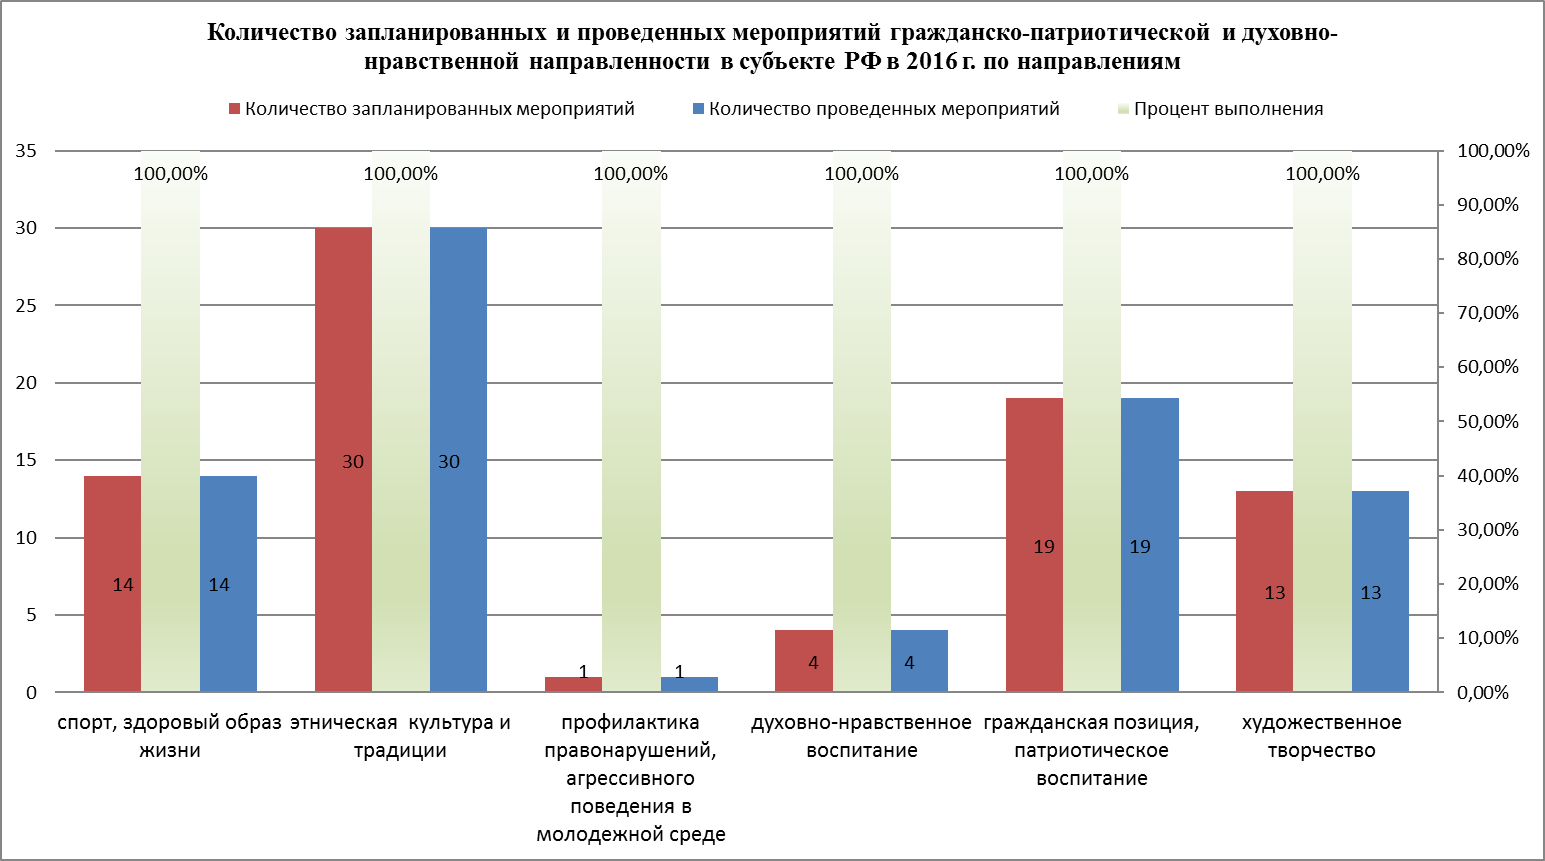 Количество запланированных и проведенных мероприятий гражданско-патриотической и духовно-
нравственной направленности в субъекте РФ в 2016 г. по направлениям
Количество запланированных мероприятий
Количество проведенных мероприятий
Процент выполнения
35
30
25
20
15
10
5
0
100,00%
100,00%
100,00%
100,00%
100,00%
100,00%
14
14
30
30
1
1
4
4
19
19
13
13
100,00%
90,00%
80,00%
70,00%
60,00%
50,00%
40,00%
30,00%
20,00%
10,00%
0,00%
спорт, здоровый образ
жизни
этническая культура и
традиции
профилактика
правонарушений,
агрессивного
поведения в
молодежной среде
духовно-нравственное
воспитание
гражданская позиция,
патриотическое
воспитание
художественное
творчество